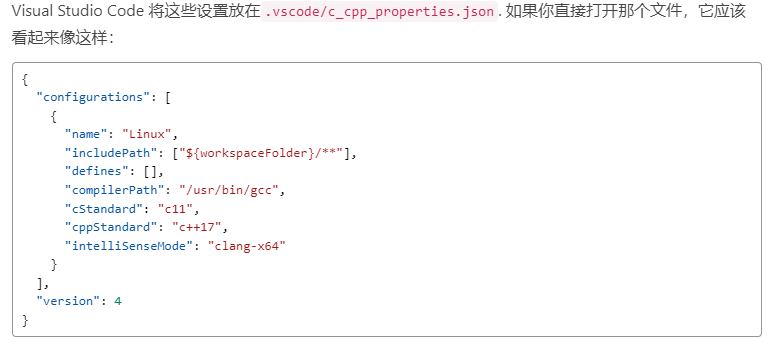 Visual Studio Code 将这些设置放在.vscode/c_cpp_properties.json. 如果你直接打开那个文件，它应该
看起来像这样：
{
  "configurations": [
    {
      "name": "Linux",
      "includePath": ["${workspaceFolder}/**"],
      "defines": [],
      "compilerPath": "/usr/bin/gcc",
      "cStandard": "c11",
      "cppStandard": "c++17",
      "intelliSenseMode": "clang-x64"
    }
  ],
  "version": 4
}